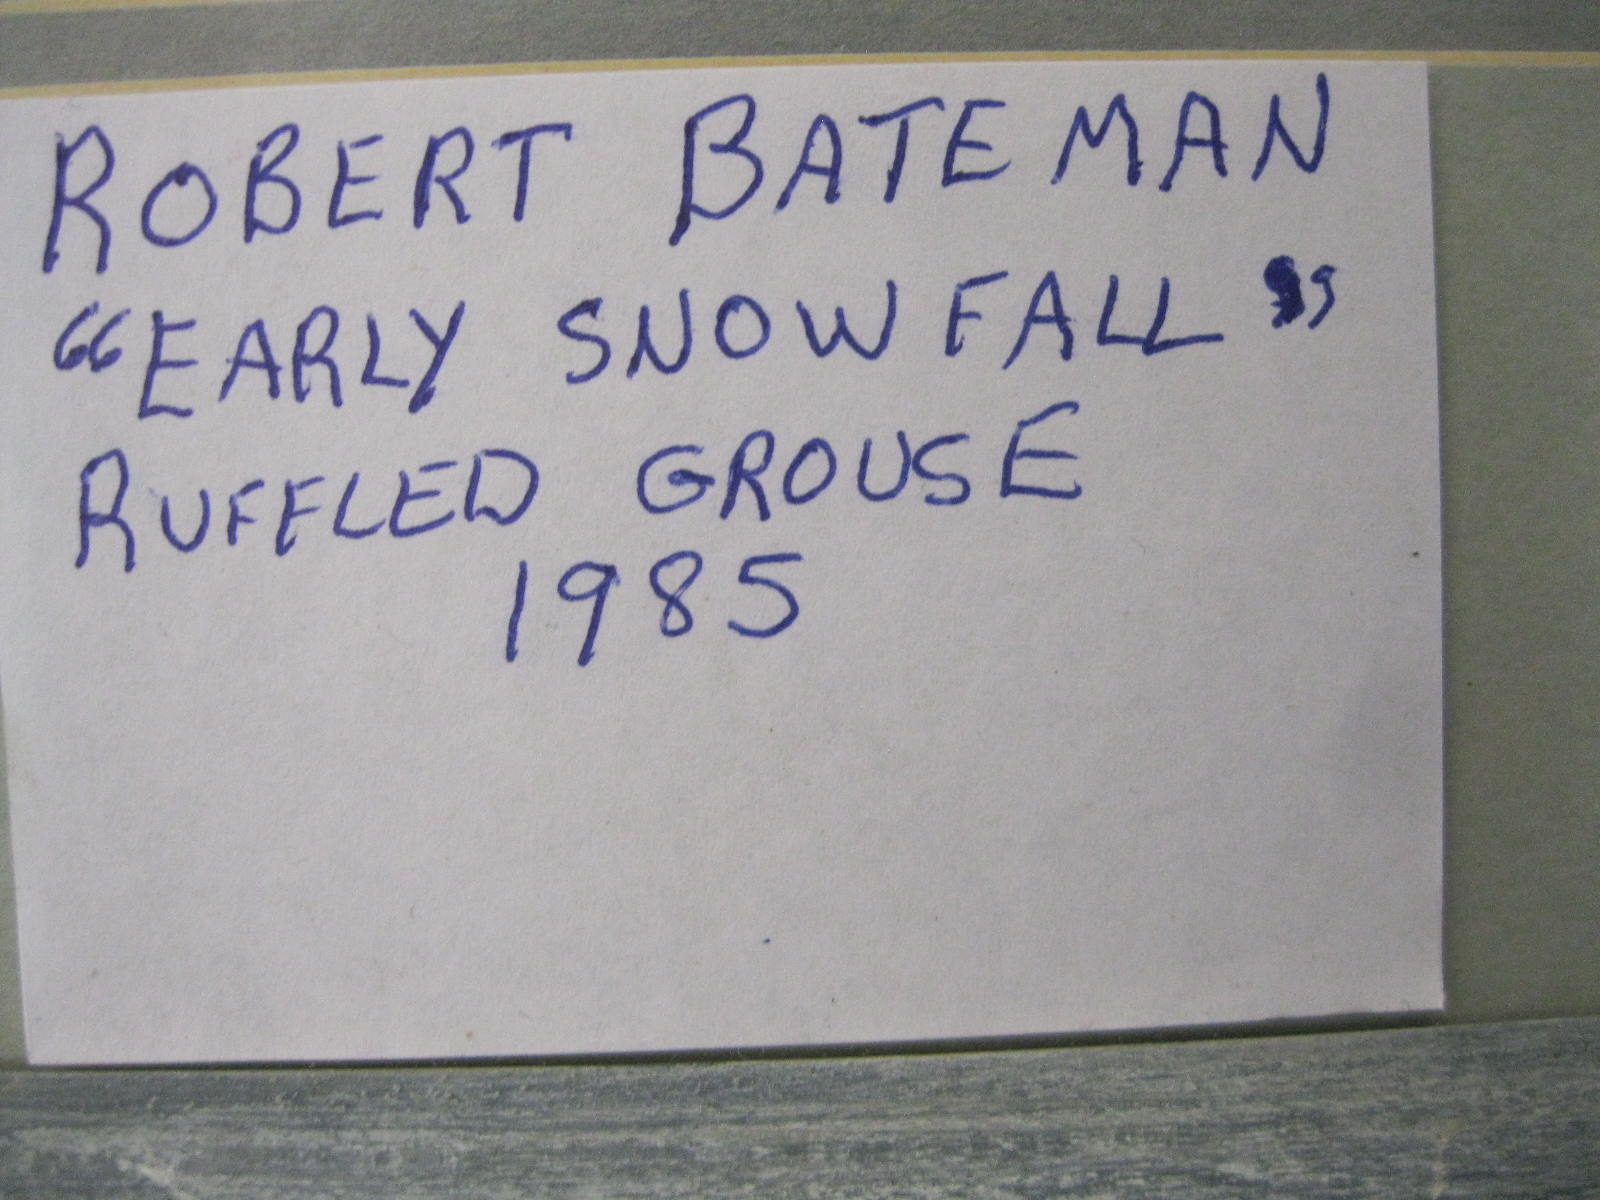 ROBERT BATEMAN
“EARLY SNOWFALL”
RUFFLED GROUSE
1985